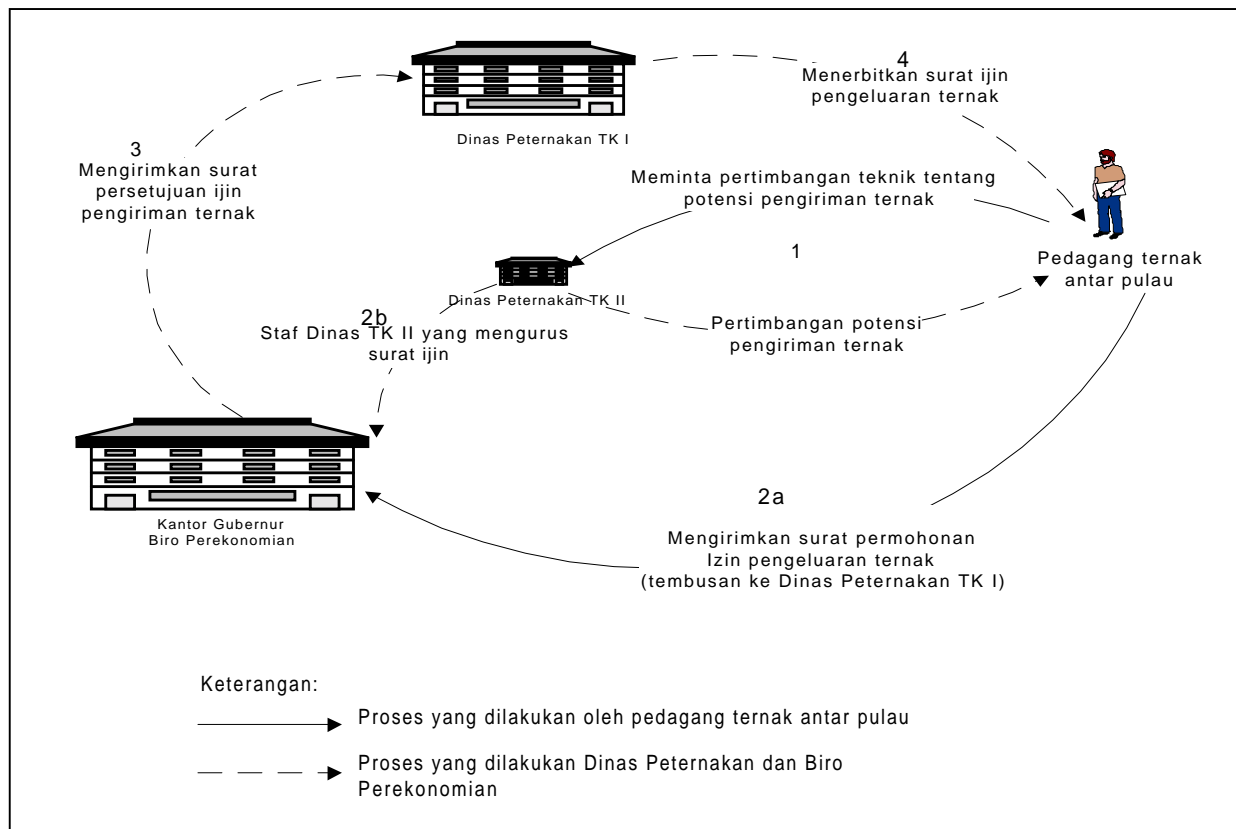 4
Menerbitkan surat ijin
pengeluaran ternak
Dinas Peternakan TK I
3
Mengirimkan surat
persetujuan ijin
pengiriman ternak
Meminta pertimbangan teknik tentang
potensi pengiriman ternak
1
Pedagang ternak
antar pulau
Dinas Peternakan TK II
2b
Staf Dinas TK II yang mengurus
surat ijin
Pertimbangan potensi
pengiriman ternak
2a
Kantor Gubernur
Biro Perekonomian
Mengirimkan surat permohonan
Izin pengeluaran ternak
(tembusan ke Dinas Peternakan TK I)
Keterangan:
Proses yang dilakukan oleh pedagang ternak antar pulau
Proses yang dilakukan Dinas Peternakan dan Biro
Perekonomian